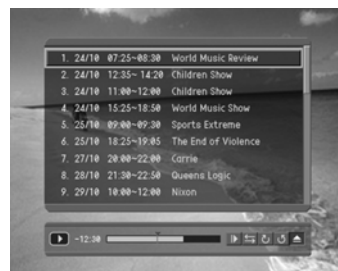 1. 24/10 07:25~08:30 World Music Review
2. 24/10 12:35~ 14:20 Children Show
3. 24/10 11:00~12:00 Children Show
4. 24/10 15:25~18:50 World Music Show
5. 25/10 09:00~09:30 Sports Extreme
6. 25/10 18:25~19:05 The End of Violence
7. 27/10 20:00~22:00 Carrie
8. 28/10 21:30~22:50 Queens Logic
9. 29/10 10:00~12:00 Nixon
-12:30